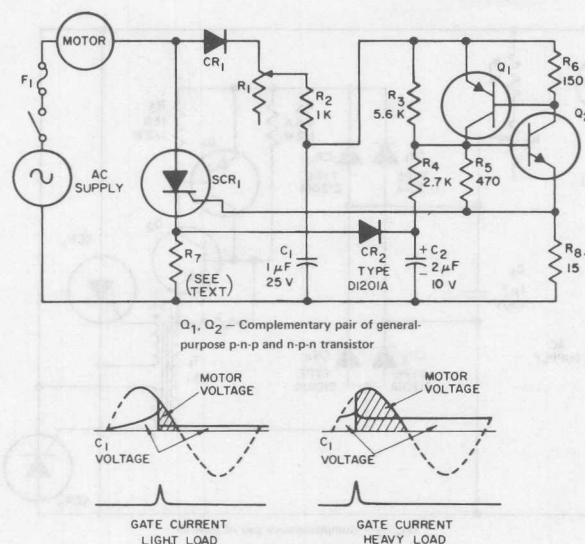 MOTOR
CR1
F1
R1
R2
1 K
R3
5.6 K
Q1
R6
150
Q2
AC
SUPPLY
SCR1
R4
2.7 K
R5
470
R7
(SEE
TEXT)
C1
1 μF
25 V
CR2
TYPE
D1201A
+ C2
2 μF
− 10 V
R8
15
Q1, Q2 – Complementary pair of general-
purpose p-n-p and n-p-n transistor
MOTOR
VOLTAGE
C1
VOLTAGE
GATE CURRENT
LIGHT LOAD
MOTOR
VOLTAGE
C1
VOLTAGE
GATE CURRENT
HEAVY LOAD